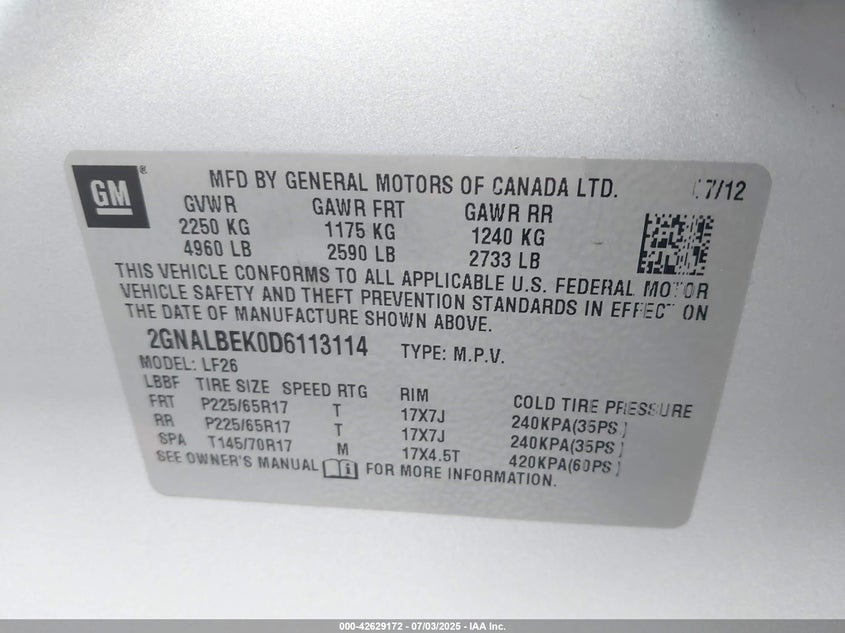 GM ®
MFD BY GENERAL MOTORS OF CANADA LTD. 07/12
GVWR GAWR FRT GAWR RR
2250 KG 1175 KG 1240 KG
4960 LB 2590 LB 2733 LB
THIS VEHICLE CONFORMS TO ALL APPLICABLE U.S. FEDERAL MOTOR
VEHICLE SAFETY AND THEFT PREVENTION STANDARDS IN EFFECT ON
THE DATE OF MANUFACTURE SHOWN ABOVE.
2GNALBEK0D6113114 TYPE: M.P.V.
MODEL: LF26
LBBF TIRE SIZE SPEED RTG RIM COLD TIRE PRESSURE
FRT P225/65R17 T 17X7J 240KPA(35PSI)
RR P225/65R17 T 17X7J 240KPA(35PSI)
SPA T145/70R17 M 17X4.5T 420KPA(60PSI)
SEE OWNER'S MANUAL FOR MORE INFORMATION.
000-42629172 - 07/03/2025 - IAA Inc.